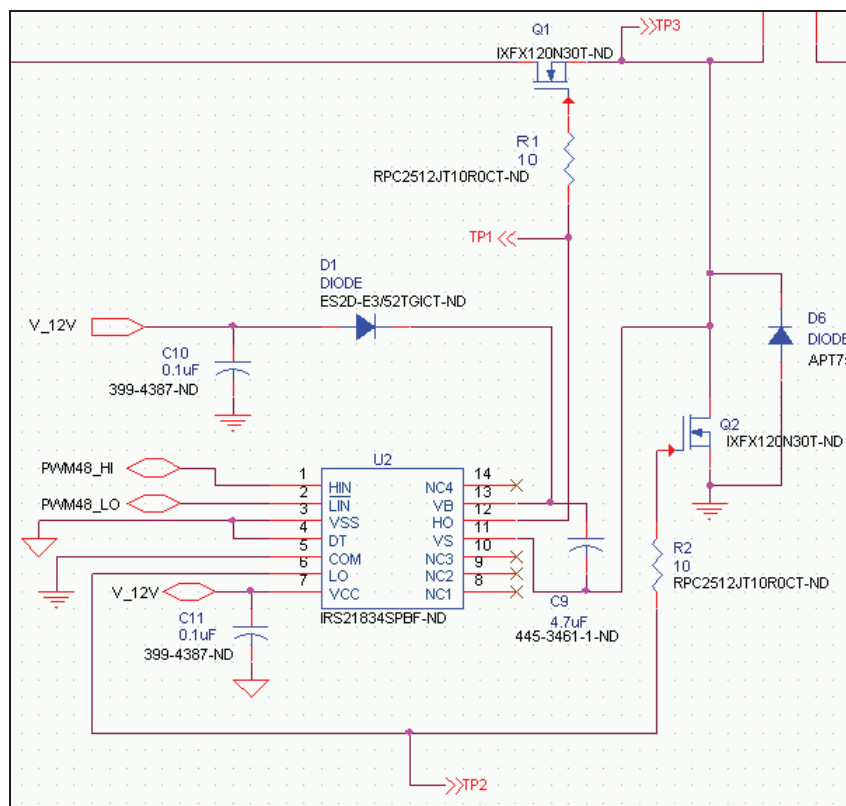 Q1
TP3
IXFX120N30T-ND
R1
10
RPC2512JT10R0CT-ND
TP1
D1
DIODE
ES2D-E3/52TGICT-ND
V_12V
C10
0.1uF
399-4387-ND
D6
DIODE
APT7
Q2
IXFX120N30T-ND
U2
PWM48_HI
PWM48_LO
1 HIN NC4 14
2 LIN VB 13
3 VSS HO 12
4 DT VS 11
5 COM NC3 10
6 LO NC2 9
7 VCC NC1 8
V_12V
IRS21834SPBF-ND
C11
0.1uF
399-4387-ND
C9
4.7uF
445-3461-1-ND
R2
10
RPC2512JT10R0CT-ND
TP2